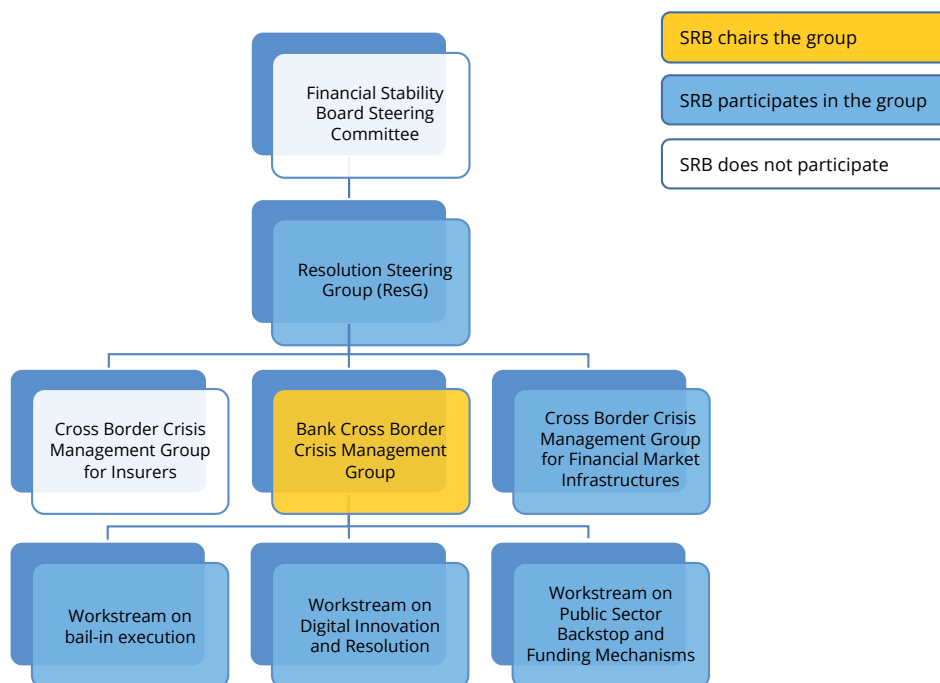 SRB chairs the group
SRB participates in the group
SRB does not participate
Financial Stability
Board Steering
Committee
Resolution Steering
Group (ResG)
Cross Border Crisis
Management Group
for Insurers
Bank Cross Border
Crisis Management
Group
Cross Border Crisis
Management Group
for Financial Market
Infrastructures
Workstream on
bail-in execution
Workstream on
Digital Innovation
and Resolution
Workstream on
Public Sector
Backstop and
Funding Mechanisms